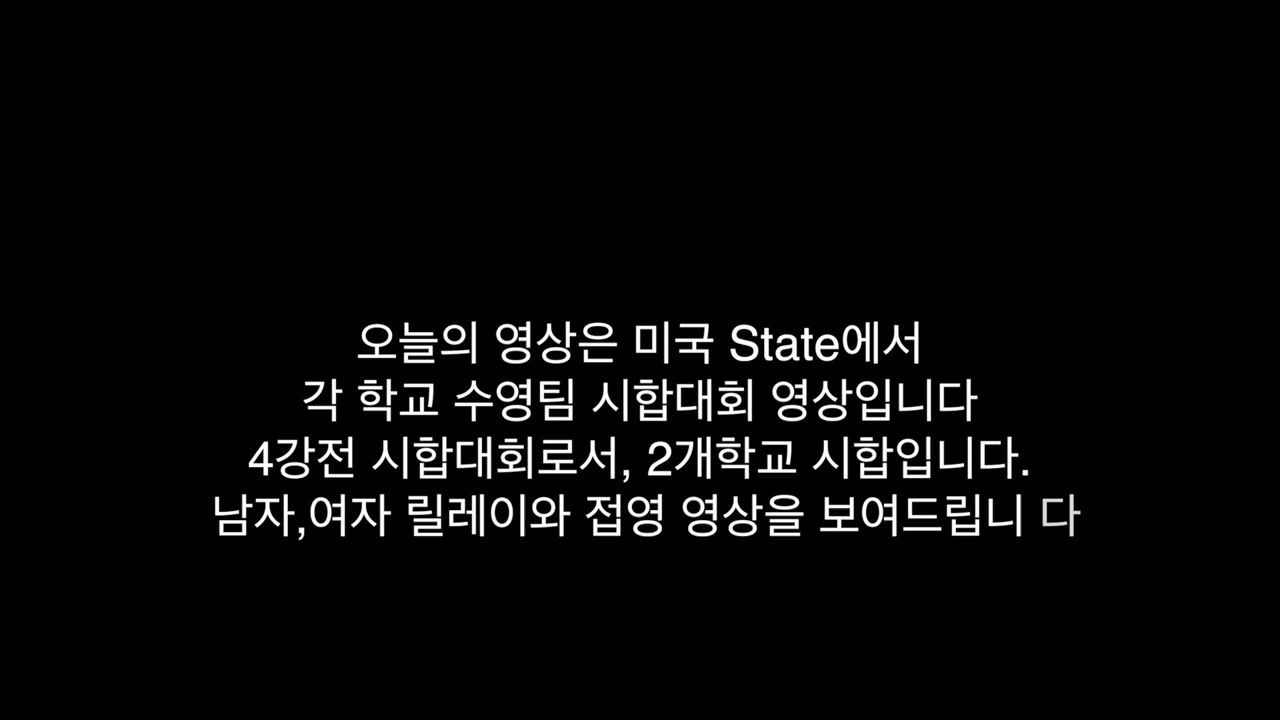 오늘의 영상은 미국 State에서
각 학교 수영팀 시합대회 영상입니다
4강전 시합대회로서, 2개학교 시합입니다.
남자,여자 릴레이와 접영 영상을 보여드립니 다